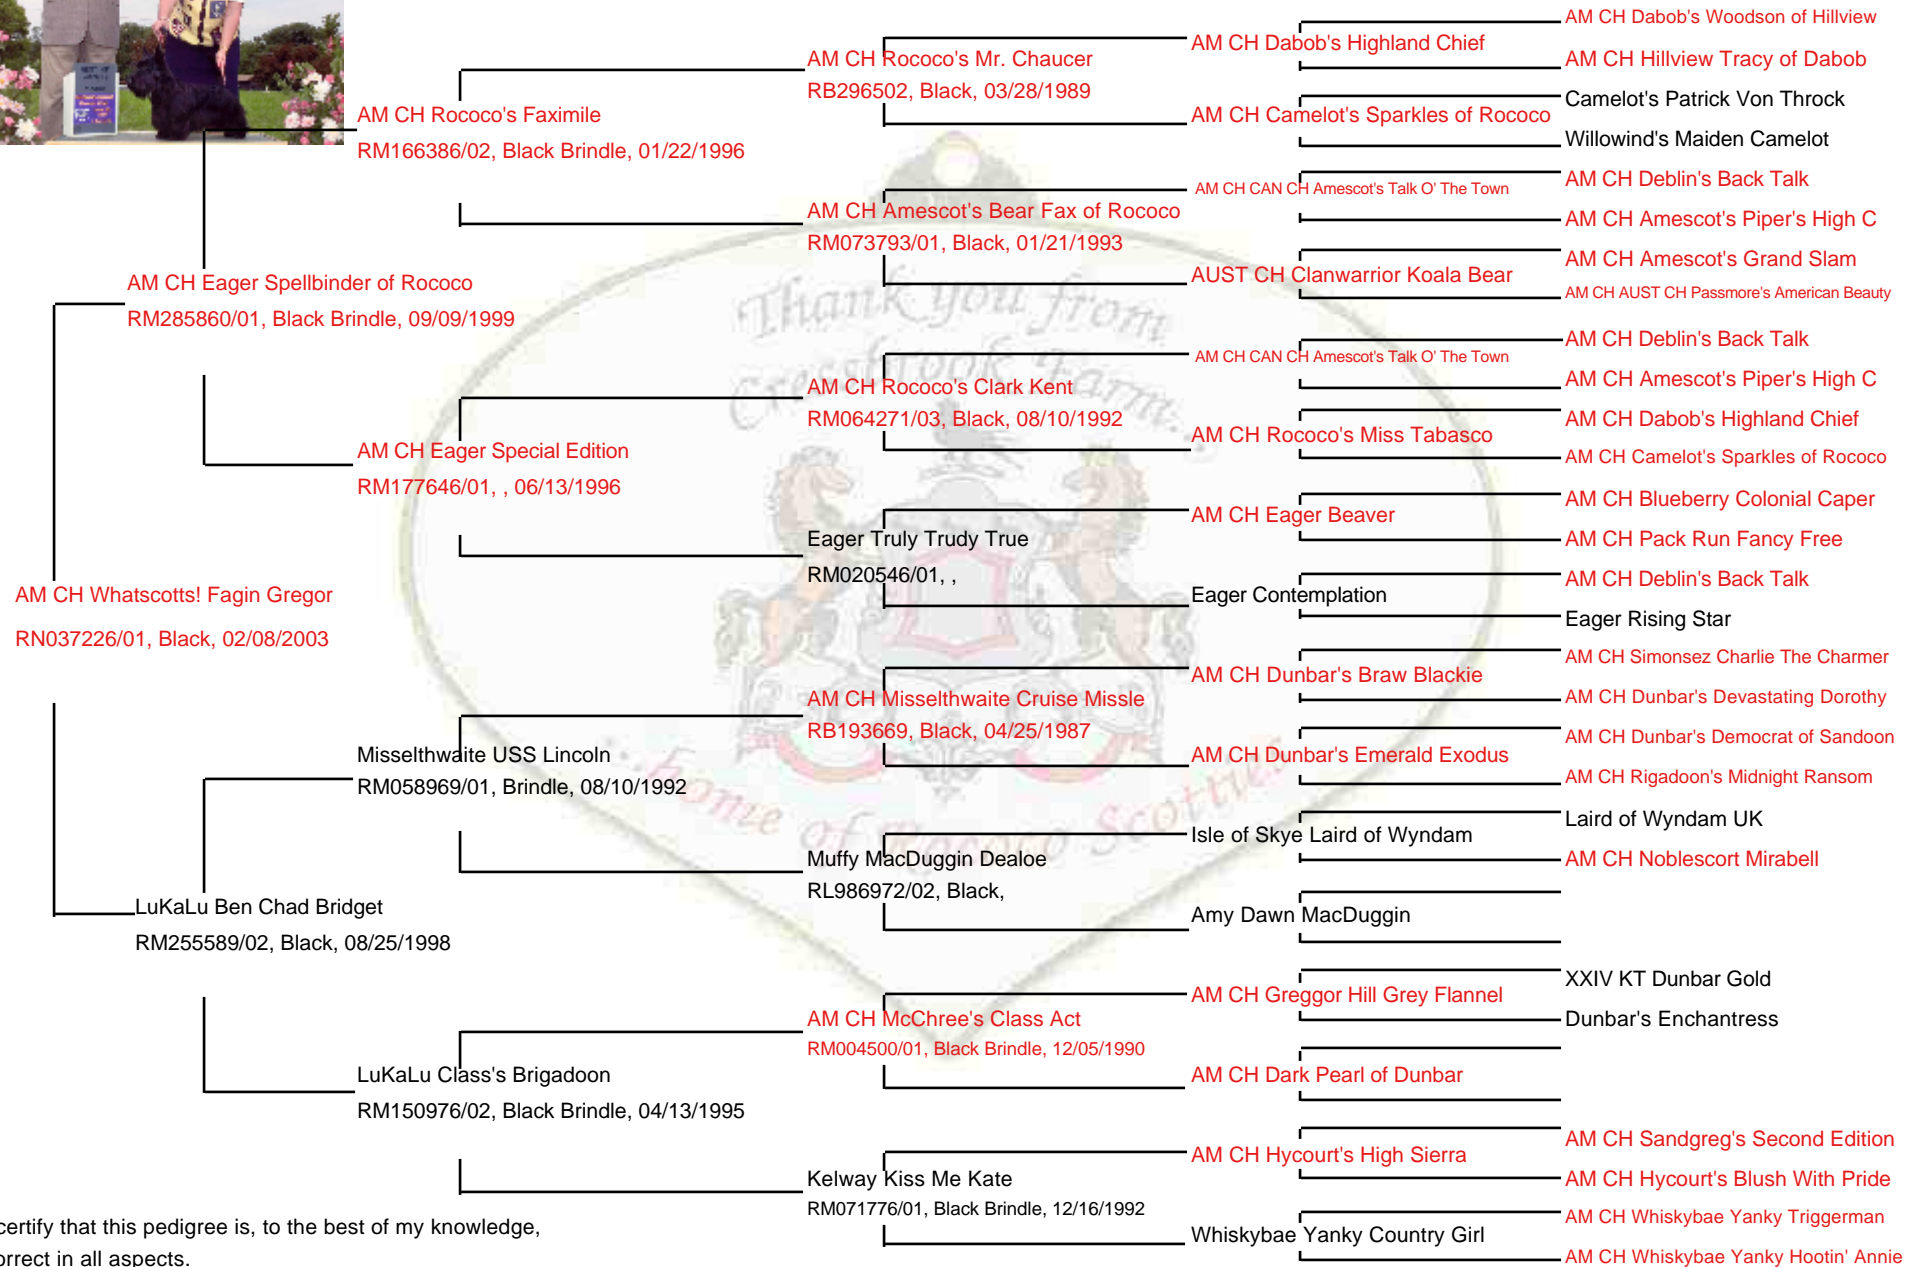 AM CH Whatscotts! Fagin Gregor
RN037226/01, Black, 02/08/2003
AM CH Eager Spellbinder of Rococo
RM285860/01, Black Brindle, 09/09/1999
LuKaLu Ben Chad Bridget
RM255589/02, Black, 08/25/1998
AM CH Rococo's Faximile
RM166386/02, Black Brindle, 01/22/1996
AM CH Eager Special Edition
RM177646/01, , 06/13/1996
Misselthwaite USS Lincoln
RM058969/01, Brindle, 08/10/1992
LuKaLu Class's Brigadoon
RM150976/02, Black Brindle, 04/13/1995
AM CH Rococo's Mr. Chaucer
RB296502, Black, 03/28/1989
AM CH Amescot's Bear Fax of Rococo
RM073793/01, Black, 01/21/1993
AM CH Rococo's Clark Kent
RM064271/03, Black, 08/10/1992
Eager Truly Trudy True
RM020546/01, ,
AM CH Misselthwaite Cruise Missle
RB193669, Black, 04/25/1987
Muffy MacDuggin Dealoe
RL986972/02, Black,
AM CH McChree's Class Act
RM004500/01, Black Brindle, 12/05/1990
Kelway Kiss Me Kate
RM071776/01, Black Brindle, 12/16/1992
AM CH Dabob's Highland Chief
AM CH Camelot's Sparkles of Rococo
AM CH CAN CH Amescot's Talk O' The Town
AUST CH Clanwarrior Koala Bear
AM CH CAN CH Amescot's Talk O' The Town
AM CH Rococo's Miss Tabasco
AM CH Eager Beaver
Eager Contemplation
AM CH Dunbar's Braw Blackie
AM CH Dunbar's Emerald Exodus
Isle of Skye Laird of Wyndam
Amy Dawn MacDuggin
AM CH Greggor Hill Grey Flannel
AM CH Dark Pearl of Dunbar
AM CH Hycourt's High Sierra
Whiskybae Yanky Country Girl
AM CH Dabob's Woodson of Hillview
AM CH Hillview Tracy of Dabob
Camelot's Patrick Von Throck
Willowind's Maiden Camelot
AM CH Deblin's Back Talk
AM CH Amescot's Piper's High C
AM CH Amescot's Grand Slam
AM CH AUST CH Passmore's American Beauty
AM CH Deblin's Back Talk
AM CH Amescot's Piper's High C
AM CH Dabob's Highland Chief
AM CH Camelot's Sparkles of Rococo
AM CH Blueberry Colonial Caper
AM CH Pack Run Fancy Free
AM CH Deblin's Back Talk
Eager Rising Star
AM CH Simonsez Charlie The Charmer
AM CH Dunbar's Devastating Dorothy
AM CH Dunbar's Democrat of Sandoon
AM CH Rigadoon's Midnight Ransom
Laird of Wyndam UK
AM CH Noblescort Mirabell
XXIV KT Dunbar Gold
Dunbar's Enchantress
AM CH Sandgreg's Second Edition
AM CH Hycourt's Blush With Pride
AM CH Whiskybae Yanky Triggerman
AM CH Whiskybae Yanky Hootin' Annie
Thank you from
Cressbrook Farm...
...home of Rococo Scotties
certify that this pedigree is, to the best of my knowledge,
orrect in all aspects.